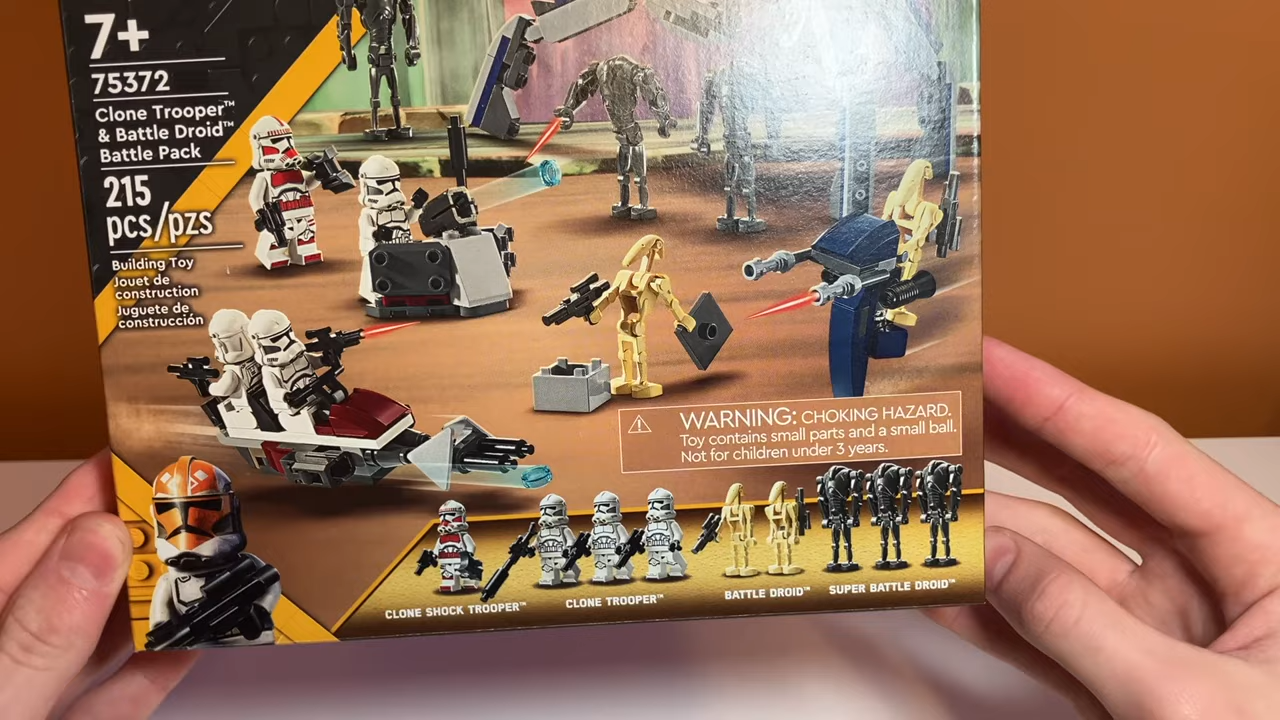 7+
75372
Clone Trooper™
& Battle Droid™
Battle Pack
215
pcs/pzs
Building Toy
Jouet de
construction
Juguete de
construcción
WARNING: CHOKING HAZARD.
Toy contains small parts and a small ball.
Not for children under 3 years.
CLONE SHOCK TROOPER™
CLONE TROOPER™
BATTLE DROID™
SUPER BATTLE DROID™